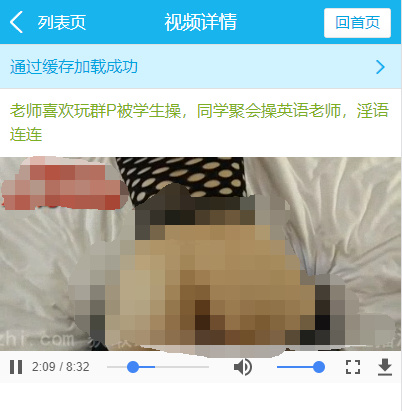 列表页 视频详情 回首页
通过缓存加载成功
老师喜欢玩群P被学生操，同学聚会操英语老师，淫语
连连
zhi.com
2:09 / 8:32